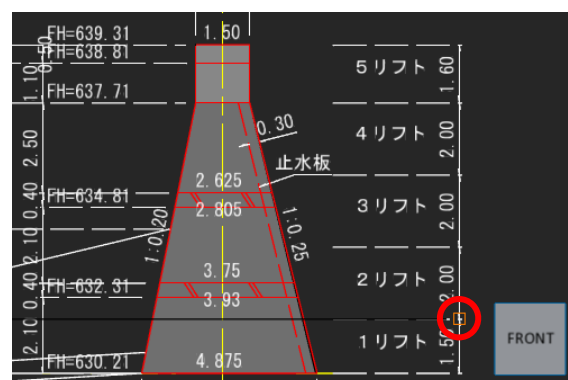 FH=639.31
1.50
0.50
FH=638.81
1.10
FH=637.71
2.50
0.30
止水板
2.625
0.40
FH=634.81
2.805
2.10
1:0.20
1:0.25
3.75
0.40
FH=632.31
3.93
2.10
FH=630.21
4.875
5リフト
1.60
4リフト
2.00
3リフト
2.00
2リフト
2.00
1リフト
1.50
FRONT